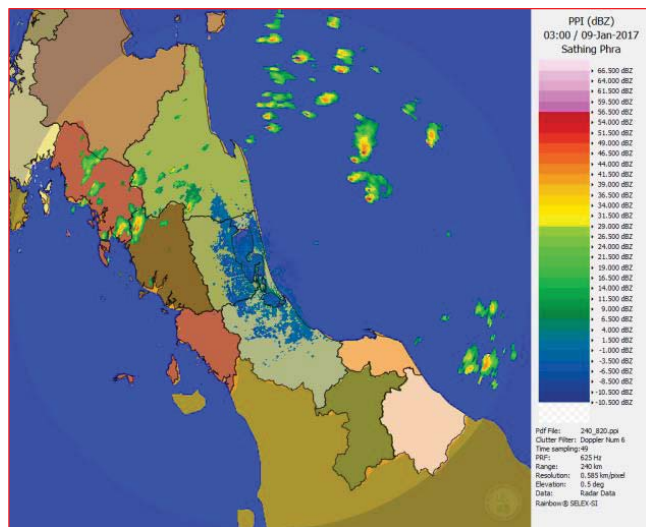 PPI (dBZ)
03:00 / 09-Jan-2017
Sathing Phra
66.500 dBZ
64.000 dBZ
61.500 dBZ
59.500 dBZ
56.500 dBZ
54.000 dBZ
51.500 dBZ
49.000 dBZ
46.500 dBZ
44.000 dBZ
41.500 dBZ
39.000 dBZ
36.500 dBZ
34.000 dBZ
31.500 dBZ
29.000 dBZ
26.500 dBZ
24.000 dBZ
21.500 dBZ
19.000 dBZ
16.500 dBZ
14.000 dBZ
11.500 dBZ
9.000 dBZ
6.500 dBZ
4.000 dBZ
1.500 dBZ
-1.000 dBZ
-3.500 dBZ
-6.000 dBZ
-8.500 dBZ
-10.500 dBZ
Pdf File: 240_820.ppi
Clutter Filter: Doppler Num 6
Time sampling: 49
PRF: 625 Hz
Range: 240 km
Resolution: 0.585 km/pixel
Elevation: 0.5 deg
Data: Radar Data
Rainbow® SELEX-SI